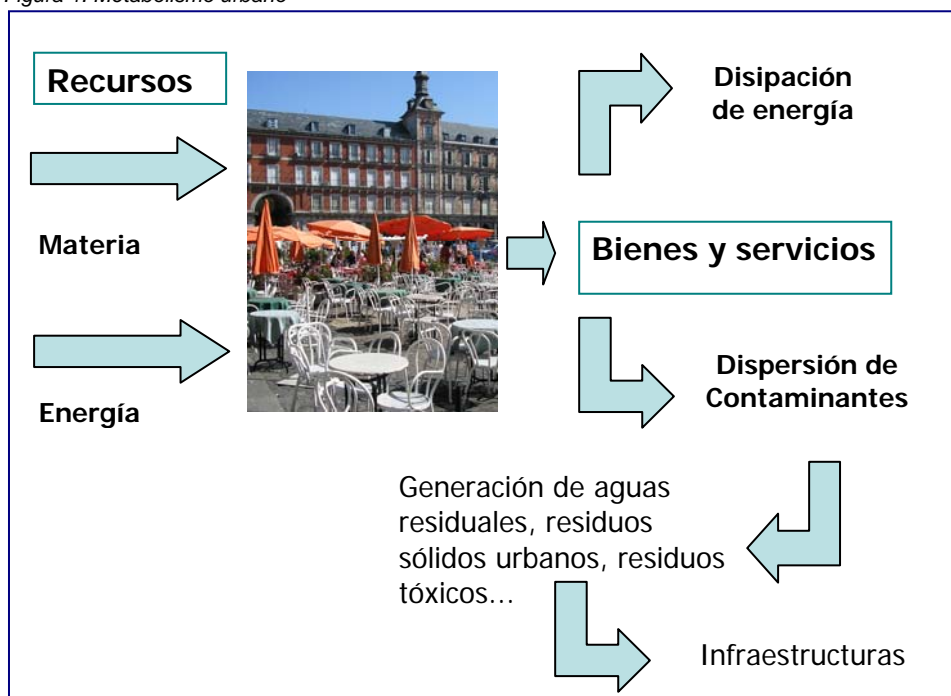 Figura 4. Metabolismo urbano
Recursos
Materia
Energía
Disipación
de energía
Bienes y servicios
Dispersión de
Contaminantes
Generación de aguas
residuales, residuos
sólidos urbanos, residuos
tóxicos...
Infraestructuras